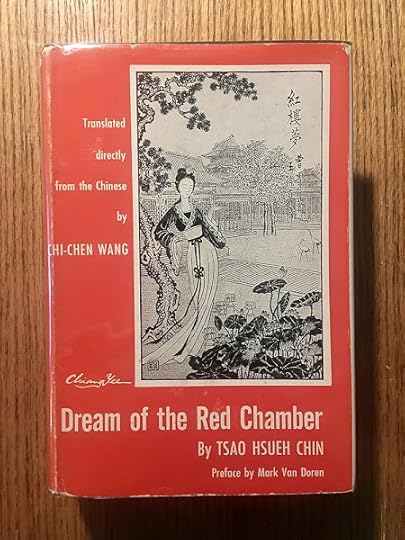 Translated
directly
from the Chinese
by
CHI-CHEN WANG
紅樓夢
Chiang Yee
Dream of the Red Chamber
By TSAO HSUEH CHIN
Preface by Mark Van Doren